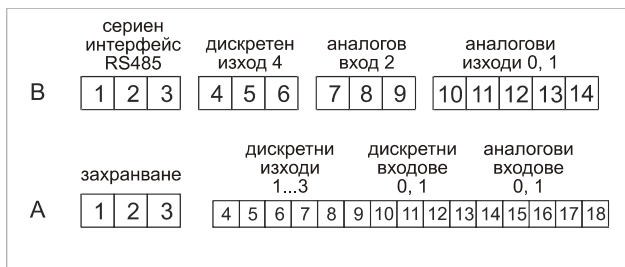 сериен
интерфейс
RS485
дискретен
изход 4
аналогов
вход 2
аналогови
изходи 0, 1
B
1 2 3
4 5 6
7 8 9
10 11 12 13 14
захранване
дискретни
изходи
1...3
дискретни
входове
0, 1
аналогови
входове
0, 1
A
1 2 3
4 5 6 7 8 9 10 11 12 13 14 15 16 17 18